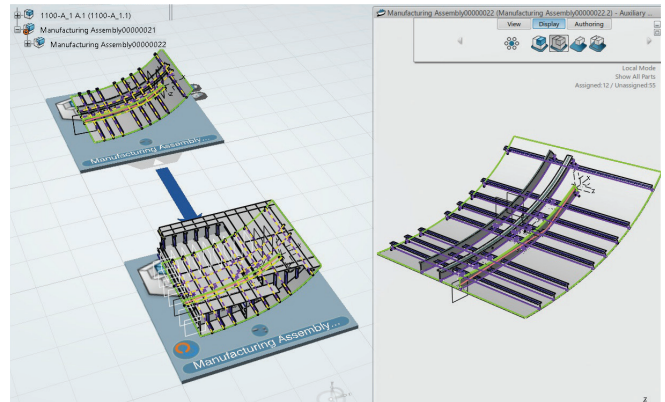 1100-A_1 A.1 (1100-A_1.1)
Manufacturing Assembly00000021
Manufacturing Assembly00000022
Manufacturing Assembly...
Manufacturing Assembly...
Manufacturing Assembly00000022 (Manufacturing Assembly00000022.2) - Auxiliary ...
View Display Authoring
Local Mode
Show All Parts
Assigned:12 / Unassigned:55
z